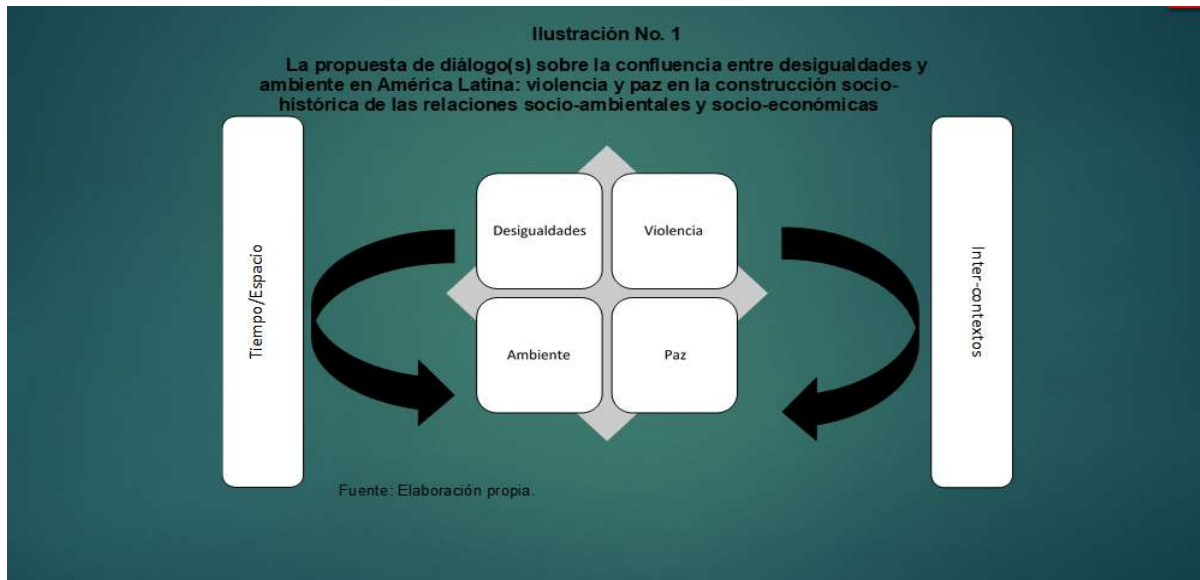 Ilustración No. 1
La propuesta de diálogo(s) sobre la confluencia entre desigualdades y
ambiente en América Latina: violencia y paz en la construcción socio-
histórica de las relaciones socio-ambientales y socio-económicas
Tiempo/Espacio
Desigualdades
Violencia
Ambiente
Paz
Inter-contextos
Fuente: Elaboración propia.